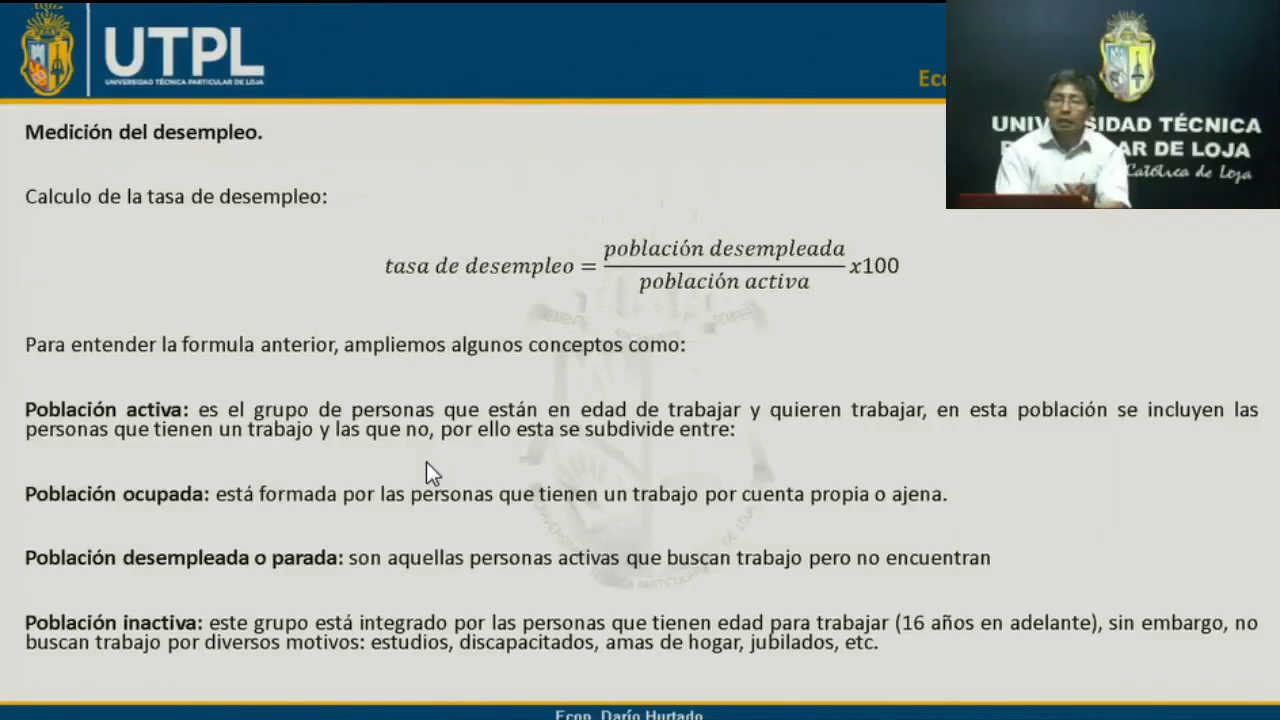 UTPL
UNIVERSIDAD TÉCNICA PARTICULAR DE LOJA
Eco
UNIVERSIDAD TÉCNICA
AR DE LOJA
Católica de Loja
Medición del desempleo.
Calculo de la tasa de desempleo:
tasa de desempleo = población desempleada / población activa x100
Para entender la formula anterior, ampliemos algunos conceptos como:
Población activa: es el grupo de personas que están en edad de trabajar y quieren trabajar, en esta población se incluyen las
personas que tienen un trabajo y las que no, por ello esta se subdivide entre:
Población ocupada: está formada por las personas que tienen un trabajo por cuenta propia o ajena.
Población desempleada o parada: son aquellas personas activas que buscan trabajo pero no encuentran
Población inactiva: este grupo está integrado por las personas que tienen edad para trabajar (16 años en adelante), sin embargo, no
buscan trabajo por diversos motivos: estudios, discapacitados, amas de hogar, jubilados, etc.
Econ. Darío Hurtado